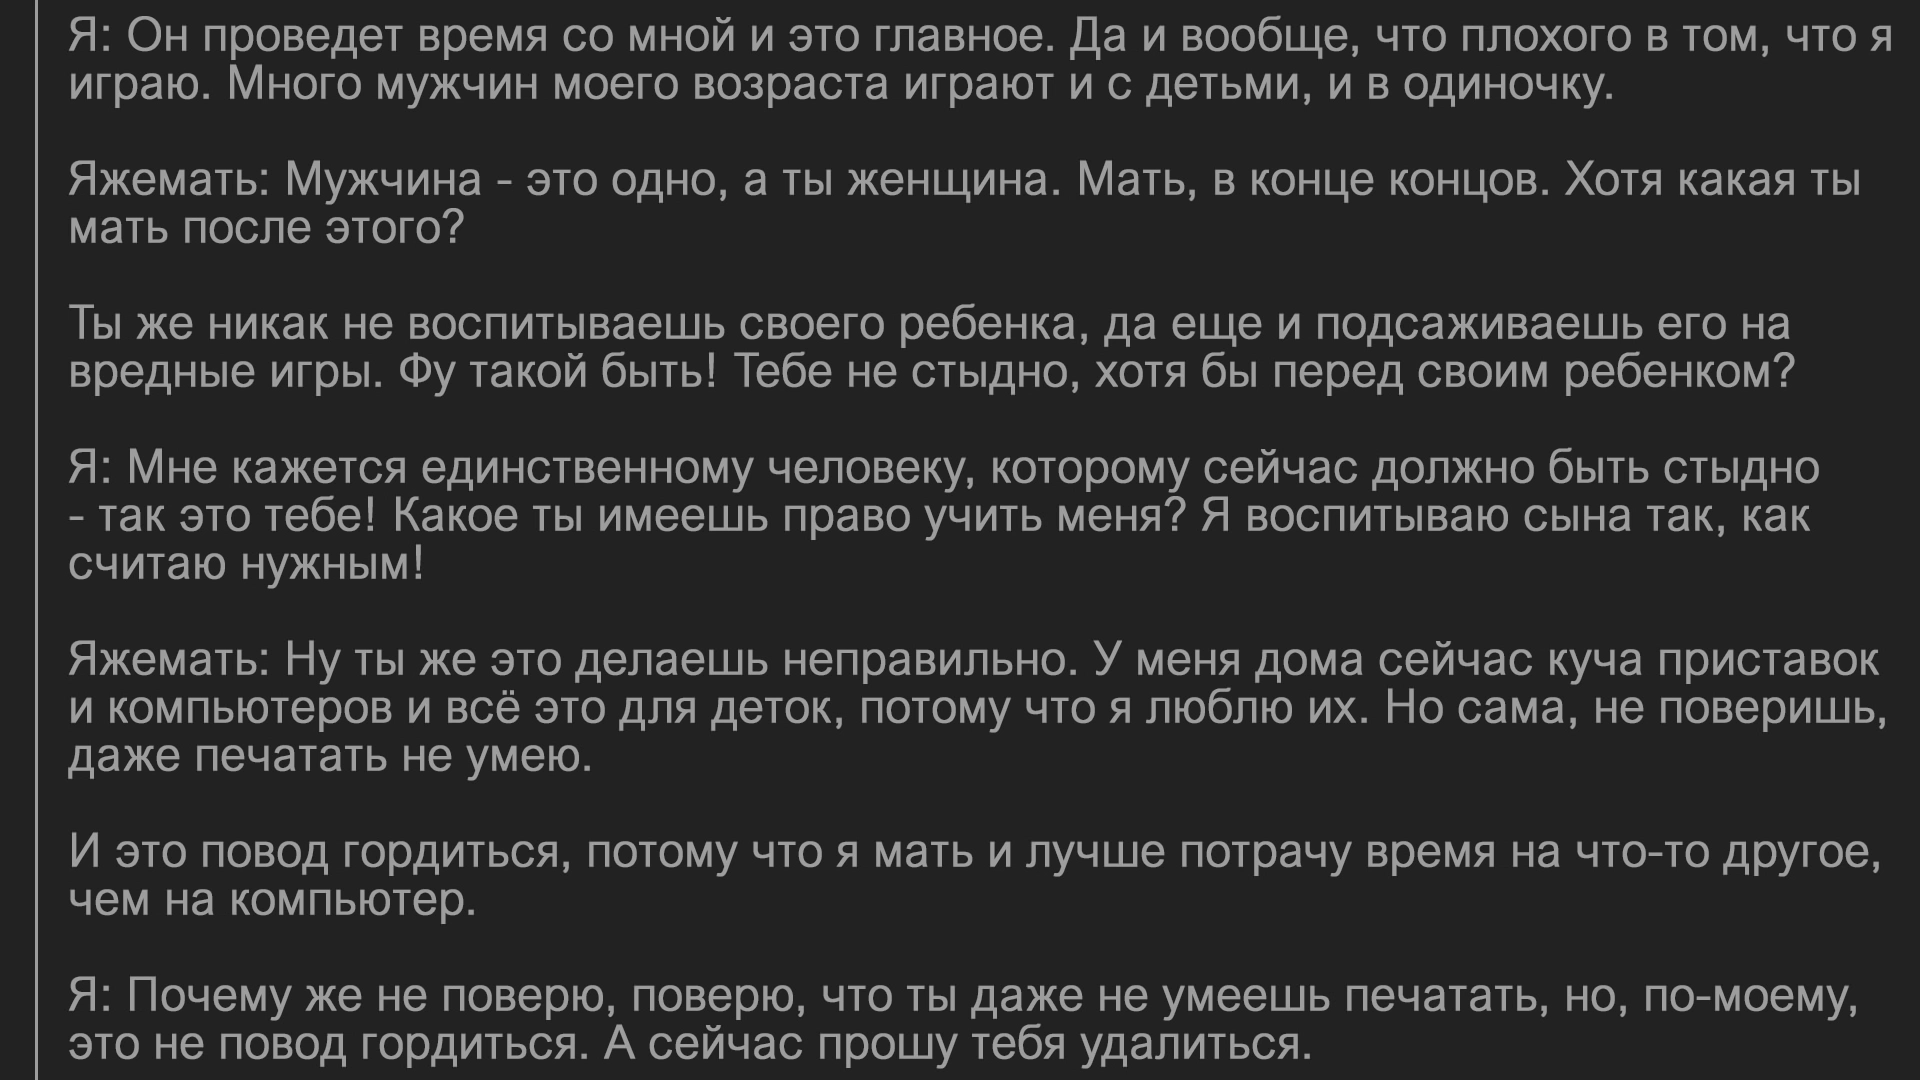 Я: Он проведет время со мной и это главное. Да и вообще, что плохого в том, что я
играю. Много мужчин моего возраста играют и с детьми, и в одиночку.
Яжемать: Мужчина - это одно, а ты женщина. Мать, в конце концов. Хотя какая ты
мать после этого?
Ты же никак не воспитываешь своего ребенка, да еще и подсаживаешь его на
вредные игры. Фу такой быть! Тебе не стыдно, хотя бы перед своим ребенком?
Я: Мне кажется единственному человеку, которому сейчас должно быть стыдно
- так это тебе! Какое ты имеешь право учить меня? Я воспитываю сына так, как
считаю нужным!
Яжемать: Ну ты же это делаешь неправильно. У меня дома сейчас куча приставок
и компьютеров и всё это для деток, потому что я люблю их. Но сама, не поверишь,
даже печатать не умею.
И это повод гордиться, потому что я мать и лучше потрачу время на что-то другое,
чем на компьютер.
Я: Почему же не поверю, поверю, что ты даже не умеешь печатать, но, по-моему,
это не повод гордиться. А сейчас прошу тебя удалиться.